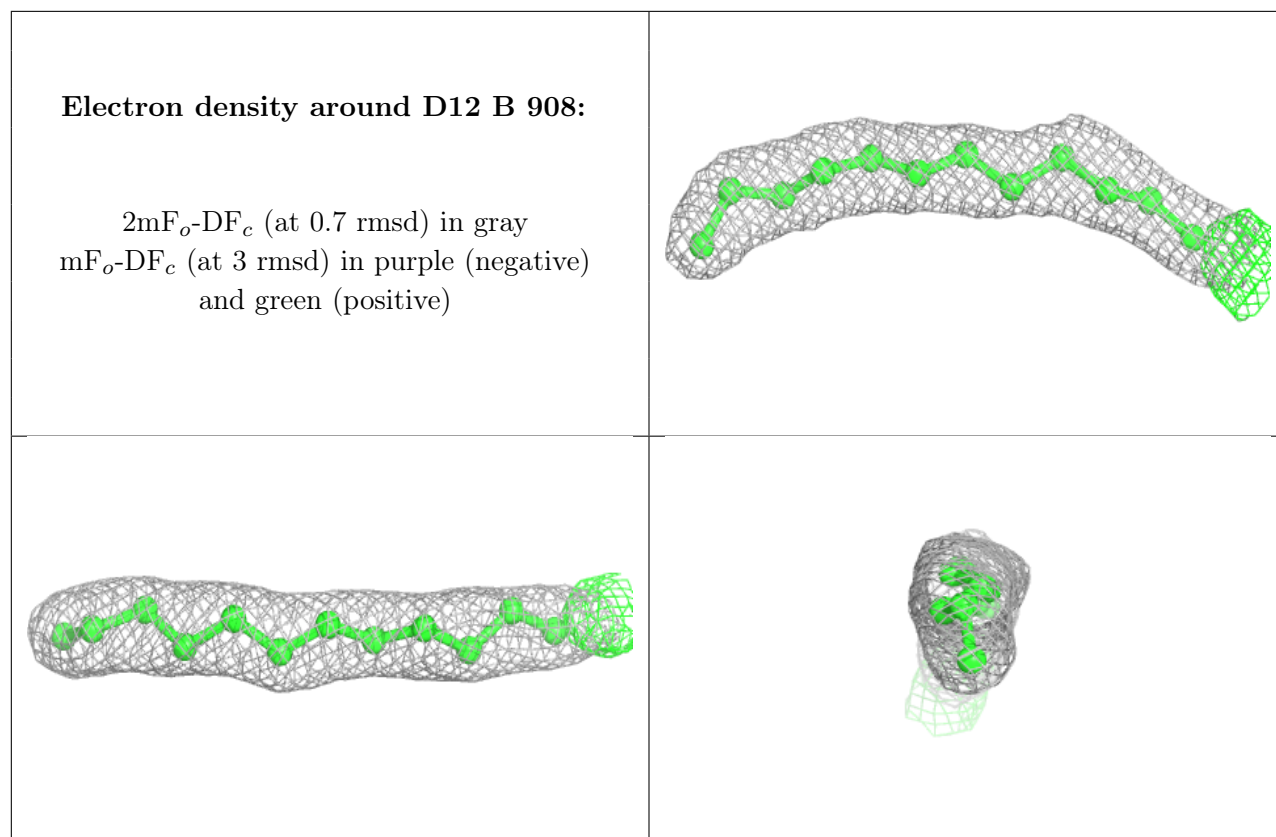 Electron density around D12 B 908:
2mFₒ-DF𝒸 (at 0.7 rmsd) in gray
mFₒ-DF𝒸 (at 3 rmsd) in purple (negative)
and green (positive)